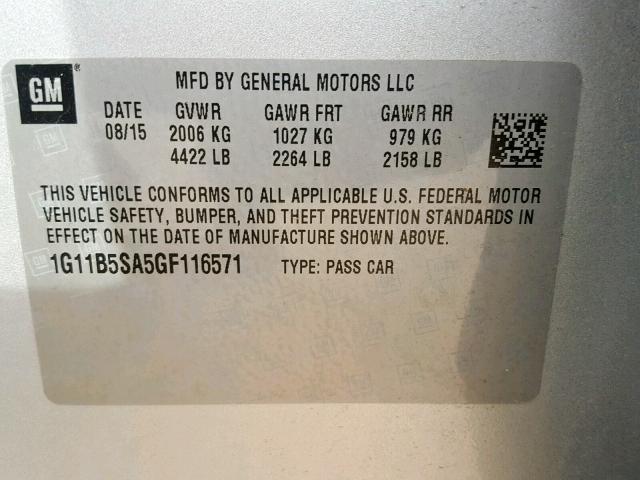 GM
MFD BY GENERAL MOTORS LLC
DATE GVWR GAWR FRT GAWR RR
08/15 2006 KG 1027 KG 979 KG
4422 LB 2264 LB 2158 LB
THIS VEHICLE CONFORMS TO ALL APPLICABLE U.S. FEDERAL MOTOR
VEHICLE SAFETY, BUMPER, AND THEFT PREVENTION STANDARDS IN
EFFECT ON THE DATE OF MANUFACTURE SHOWN ABOVE.
1G11B5SA5GF116571 TYPE: PASS CAR